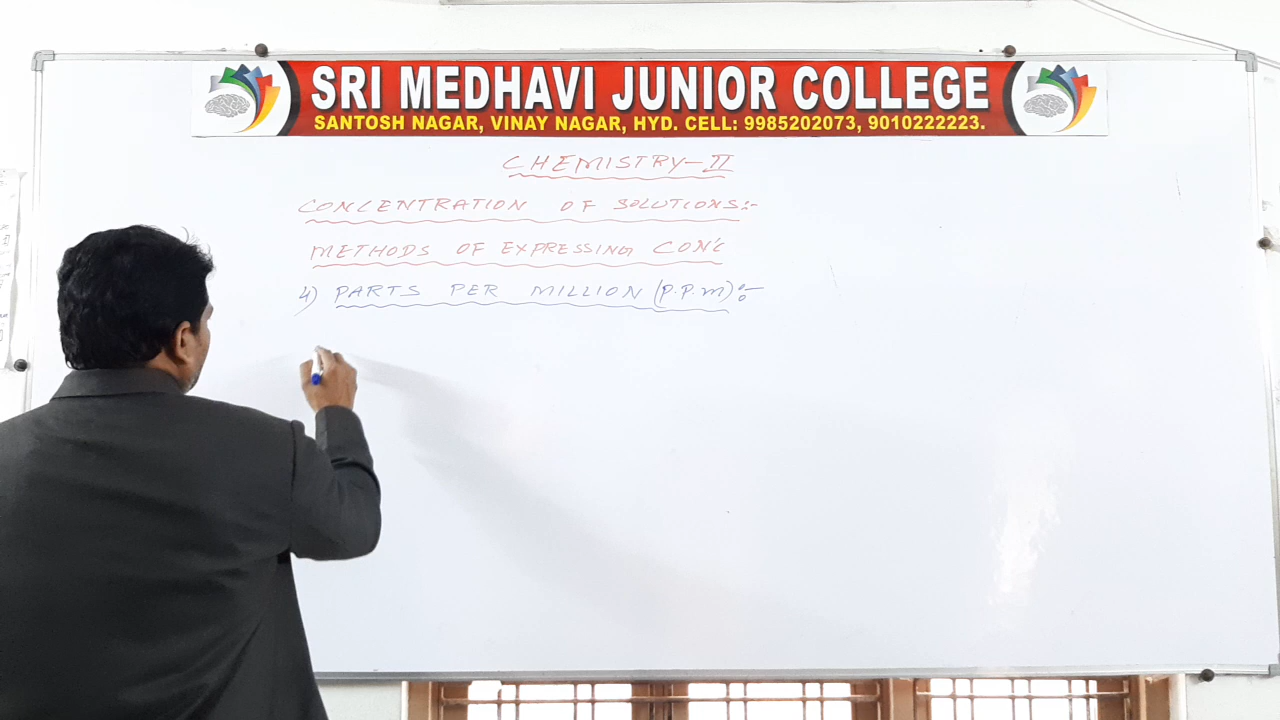 SRI MEDHAVI JUNIOR COLLEGE
SANTOSH NAGAR, VINAY NAGAR, HYD. CELL: 9985202073, 9010222223.
CHEMISTRY-II
CONCENTRATION OF SOLUTIONS:-
METHODS OF EXPRESSING CON'C
4) PARTS PER MILLION (P.P.M):-